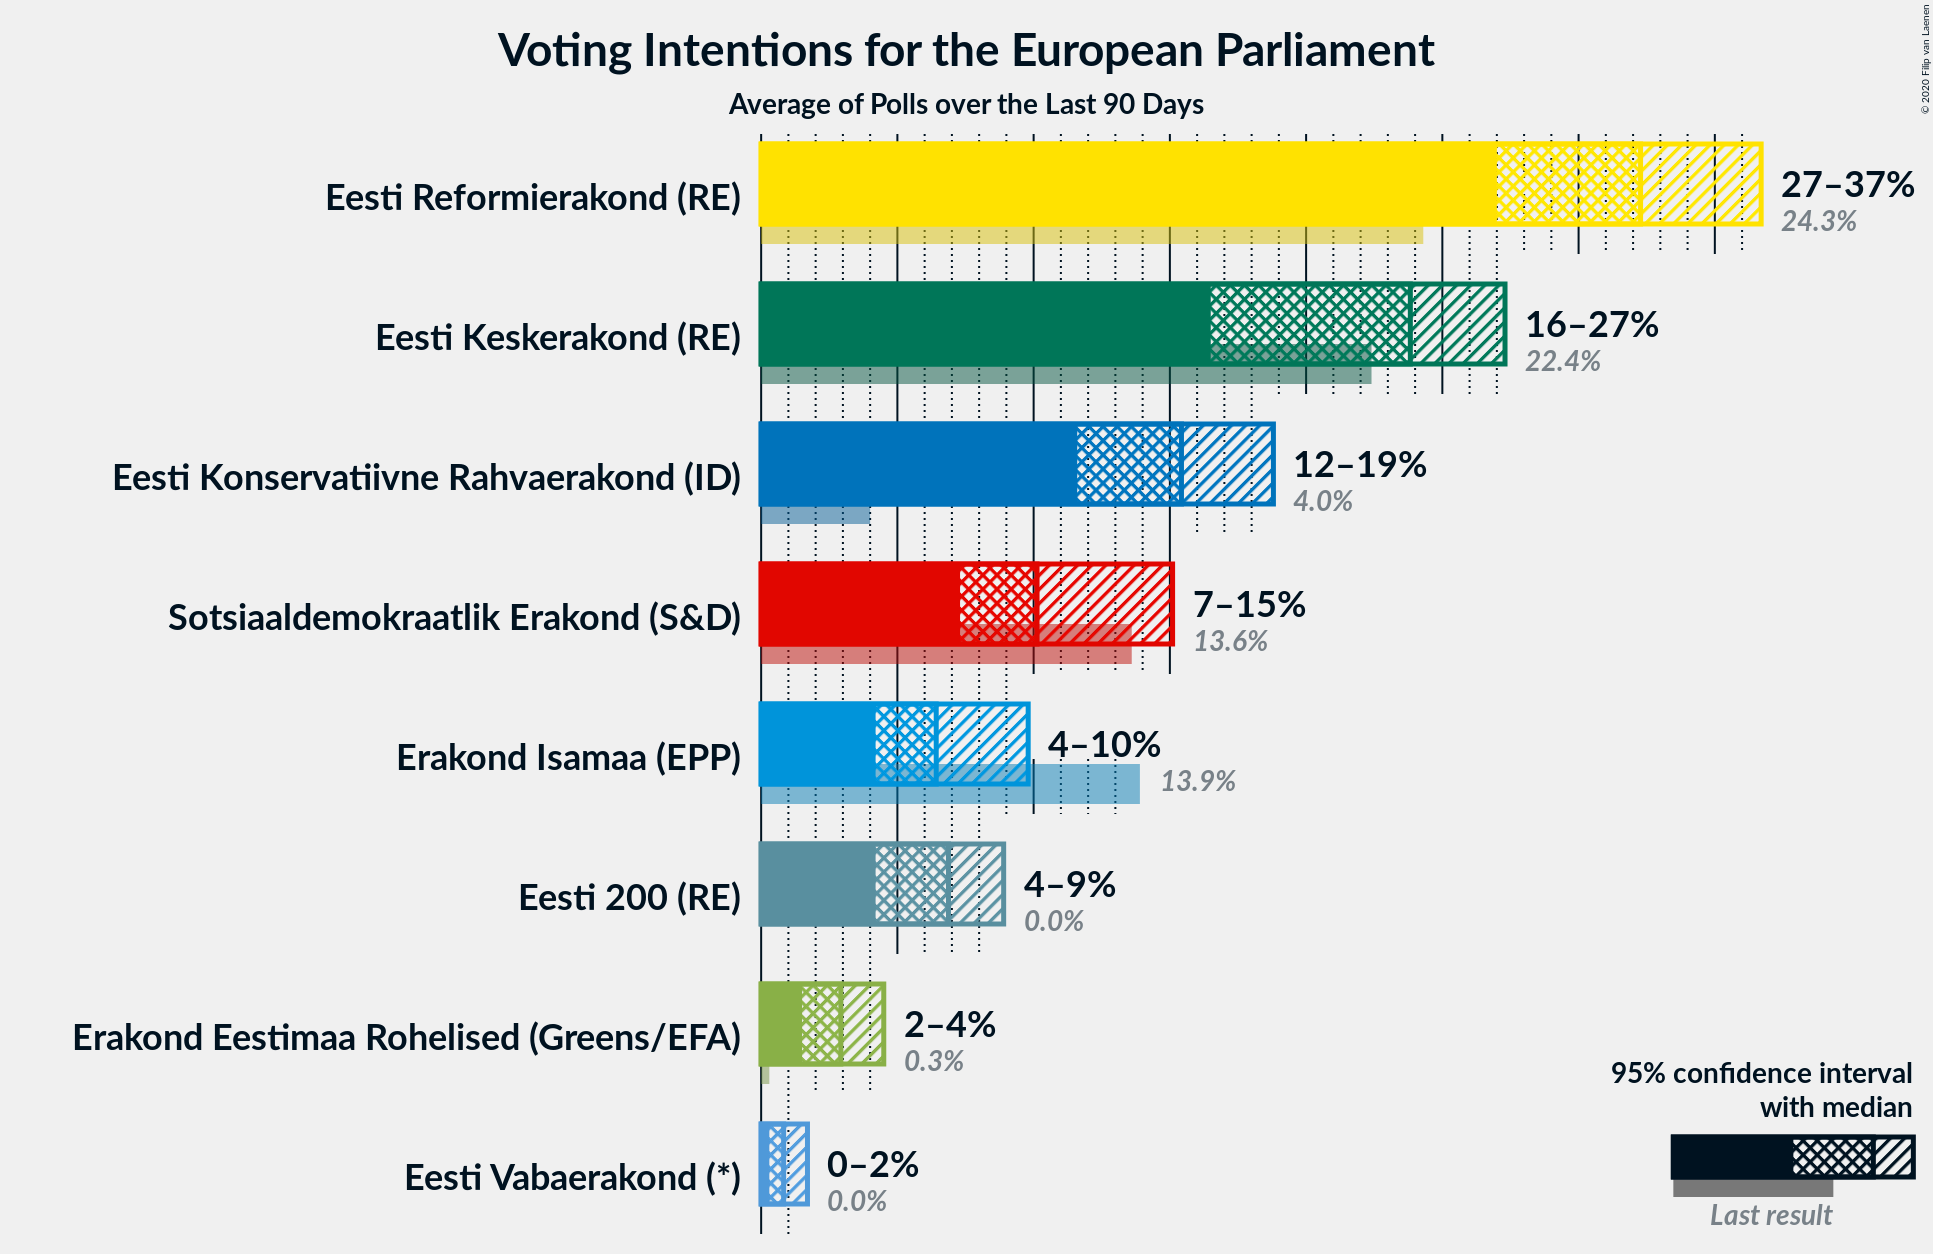 Voting Intentions for the European Parliament
Average of Polls over the Last 90 Days
© 2020 Filip van Laenen
Eesti Reformierakond (RE)
27–37%
24.3%
Eesti Keskerakond (RE)
16–27%
22.4%
Eesti Konservatiivne Rahvaerakond (ID)
12–19%
4.0%
Sotsiaaldemokraatlik Erakond (S&D)
7–15%
13.6%
Erakond Isamaa (EPP)
4–10%
13.9%
Eesti 200 (RE)
4–9%
0.0%
Erakond Eestimaa Rohelised (Greens/EFA)
2–4%
0.3%
Eesti Vabaerakond (*)
0–2%
0.0%
95% confidence interval
with median
Last result